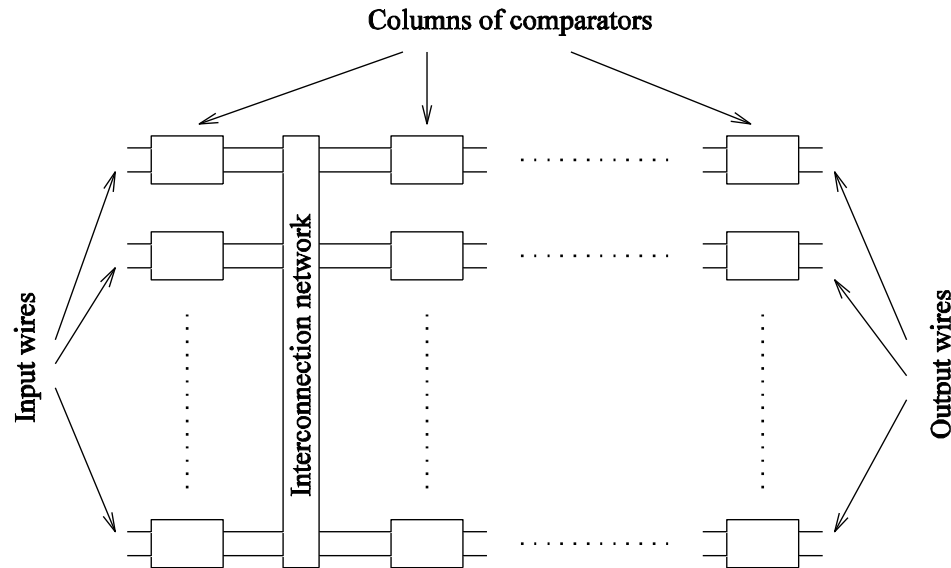 Columns of comparators
Input wires
Interconnection network
Output wires